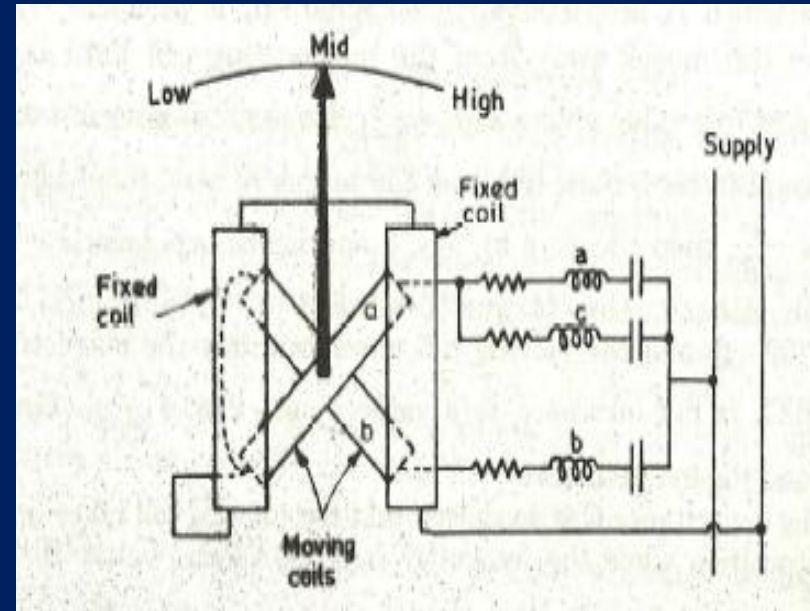 Mid
Low
High
Supply
Fixed
coil
Fixed
coil
a
a
c
b
b
Moving
coils